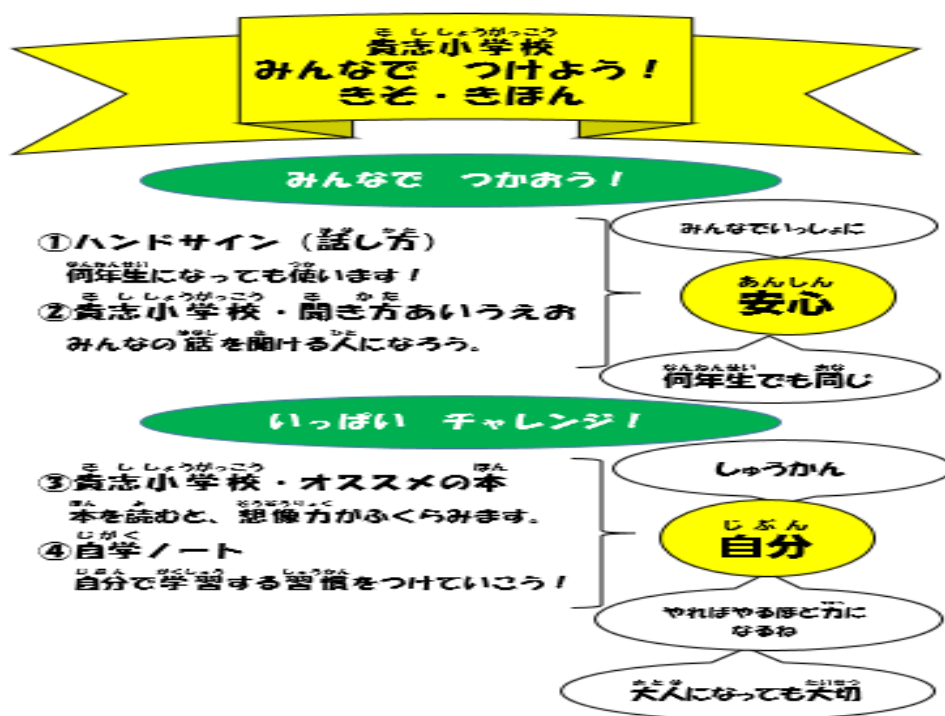 貴志小学校
みんなで　つけよう！
きそ・きほん
みんなで　つかおう！
①ハンドサイン（話し方）
何年生になっても使います！
②貴志小学校・聞き方あいうえお
みんなの話を聞ける人になろう。
みんなでいっしょに
あんしん
安心
何年生でも同じ
いっぱい　チャレンジ！
③貴志小学校・オススメの本
本を読むと、想像力がふくらみます。
④自学ノート
自分で学習する習慣をつけていこう！
しゅうかん
じぶん
自分
やればやるほど力に
なるね
大人になっても大切